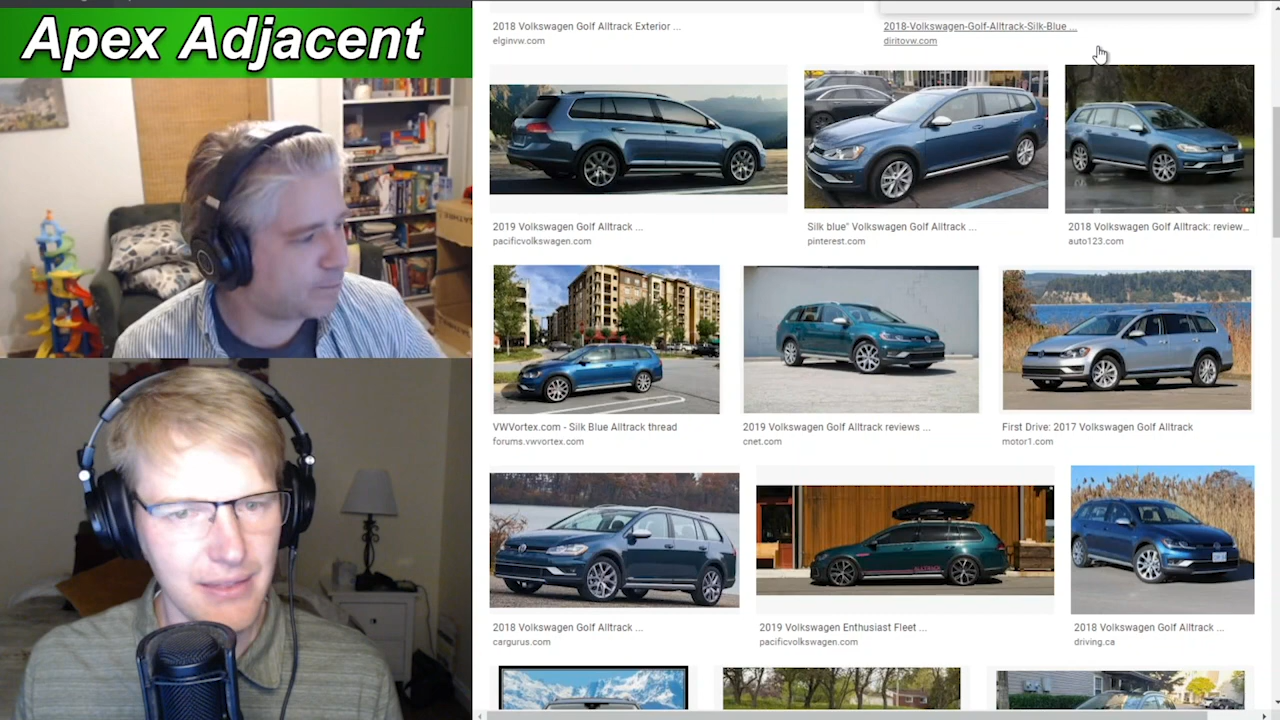 Apex Adjacent
2018 Volkswagen Golf Alltrack Exterior ...
elginvw.com
2018-Volkswagen-Golf-Alltrack-Silk-Blue ...
diritovw.com
2019 Volkswagen Golf Alltrack ...
pacificvolkswagen.com
Silk blue" Volkswagen Golf Alltrack ...
pinterest.com
2018 Volkswagen Golf Alltrack: review...
auto123.com
VWVortex.com - Silk Blue Alltrack thread
forums.vwvortex.com
2019 Volkswagen Golf Alltrack reviews ...
cnet.com
First Drive: 2017 Volkswagen Golf Alltrack
motor1.com
2018 Volkswagen Golf Alltrack ...
cargurus.com
ALLTRACK
2019 Volkswagen Enthusiast Fleet ...
pacificvolkswagen.com
2018 Volkswagen Golf Alltrack ...
driving.ca